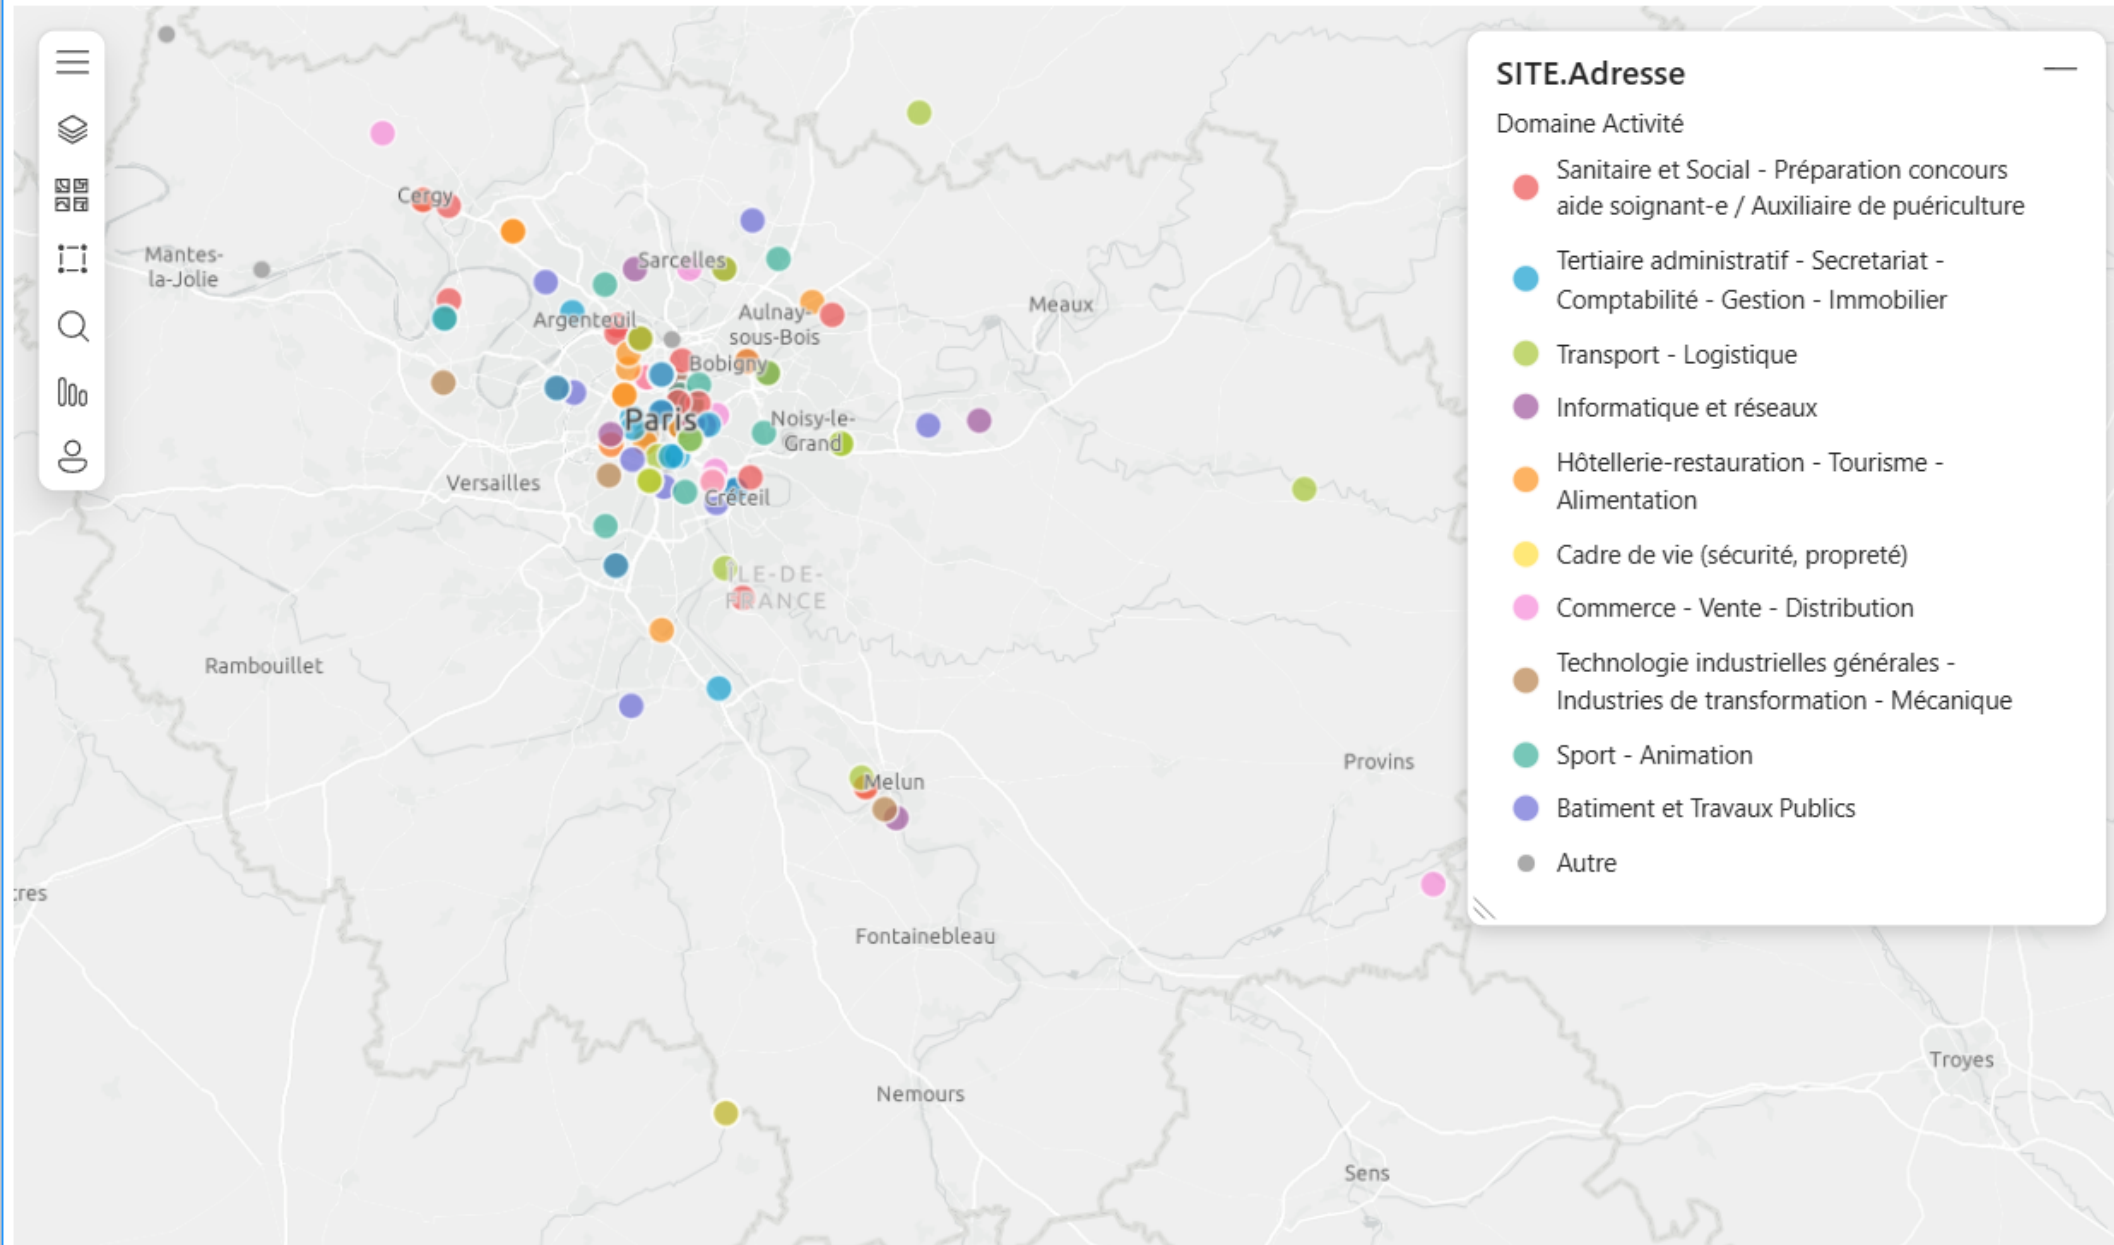 SITE.Adresse
Domaine Activité
Sanitaire et Social - Préparation concours
aide soignant-e / Auxiliaire de puériculture
Tertiaire administratif - Secretariat -
Comptabilité - Gestion - Immobilier
Transport - Logistique
Informatique et réseaux
Hôtellerie-restauration - Tourisme -
Alimentation
Cadre de vie (sécurité, propreté)
Commerce - Vente - Distribution
Technologie industrielles générales -
Industries de transformation - Mécanique
Sport - Animation
Batiment et Travaux Publics
Autre
Cergy
Mantes-
la-Jolie
Sarcelles
Argenteuil
Aulnay-
sous-Bois
Meaux
Bobigny
Paris
Noisy-le-
Grand
Versailles
Créteil
ÎLE-DE-
FRANCE
Rambouillet
Provins
Melun
Fontainebleau
Troyes
Nemours
Sens